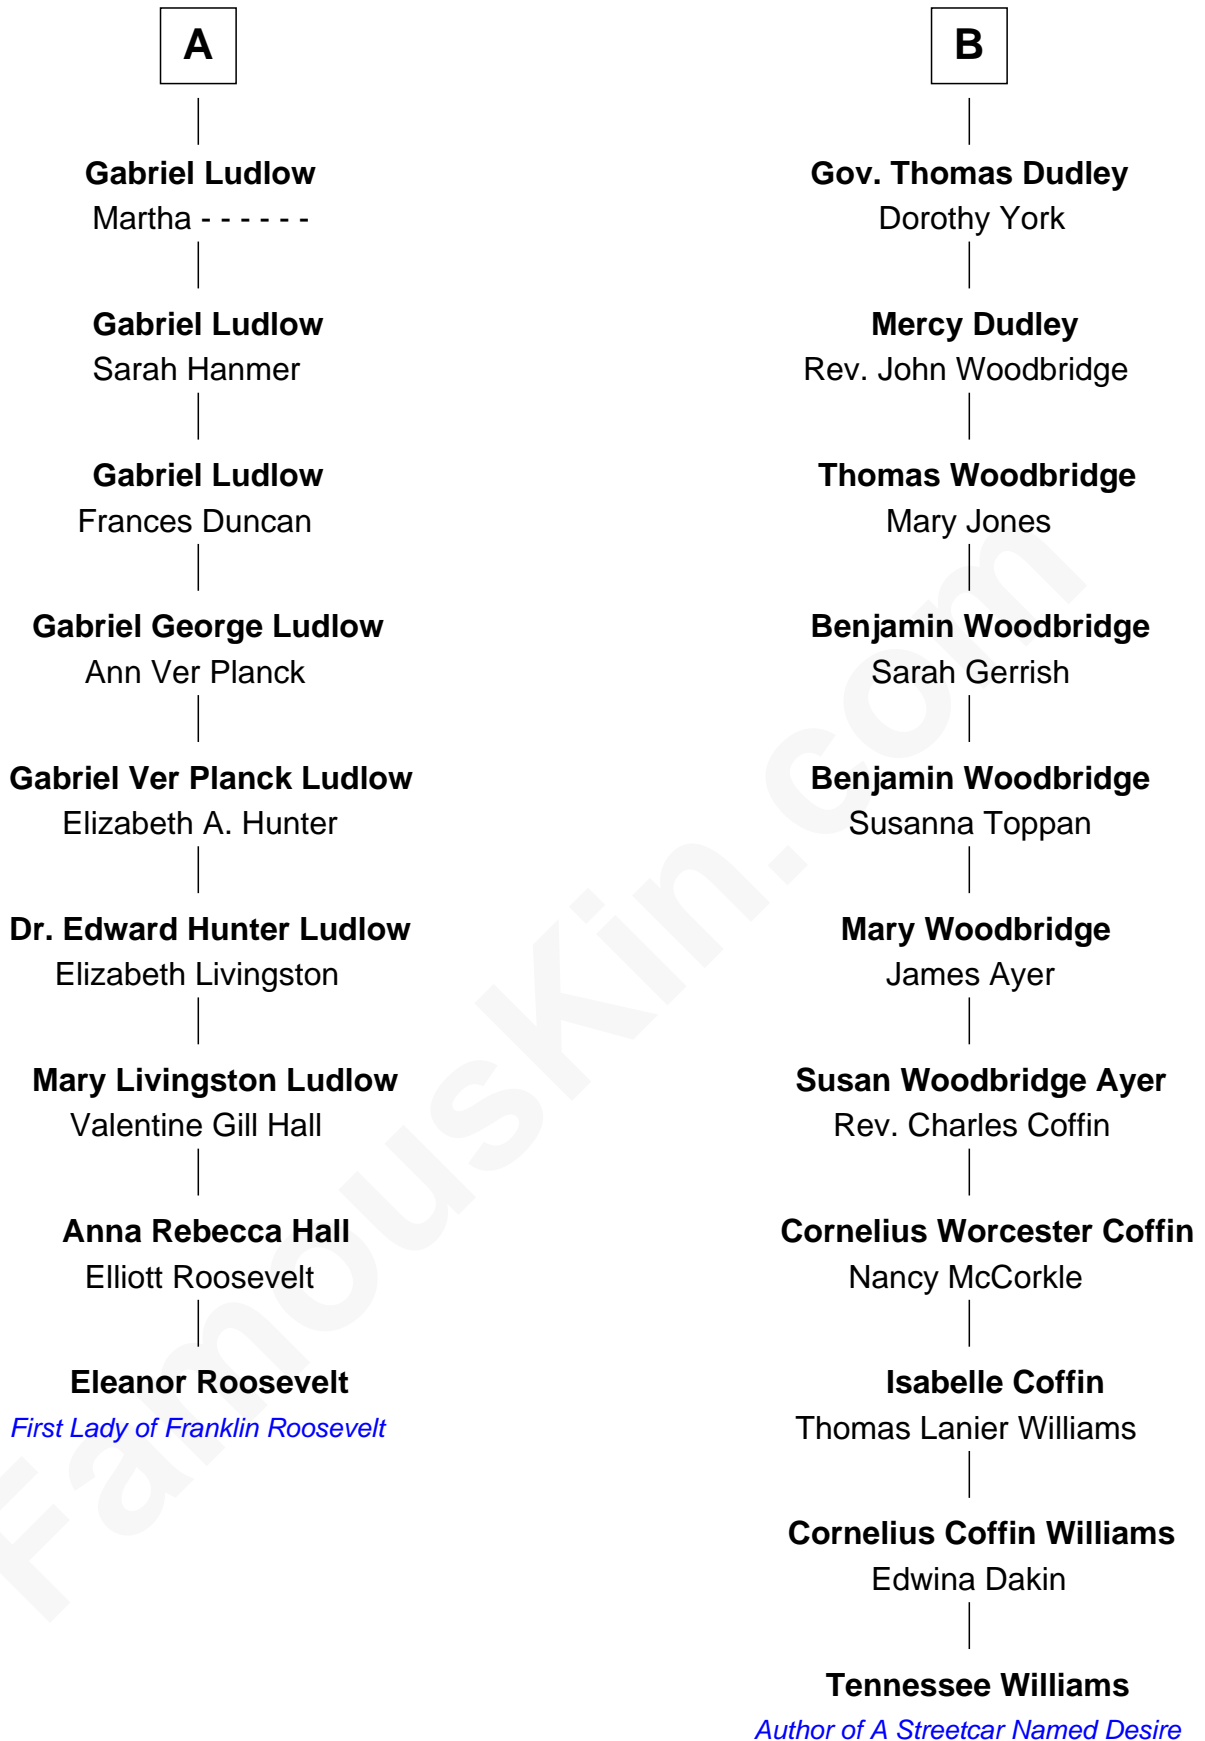 A
Gabriel Ludlow
Martha - - - - - -
Gabriel Ludlow
Sarah Hanmer
Gabriel Ludlow
Frances Duncan
Gabriel George Ludlow
Ann Ver Planck
Gabriel Ver Planck Ludlow
Elizabeth A. Hunter
Dr. Edward Hunter Ludlow
Elizabeth Livingston
Mary Livingston Ludlow
Valentine Gill Hall
Anna Rebecca Hall
Elliott Roosevelt
Eleanor Roosevelt
First Lady of Franklin Roosevelt
B
Gov. Thomas Dudley
Dorothy York
Mercy Dudley
Rev. John Woodbridge
Thomas Woodbridge
Mary Jones
Benjamin Woodbridge
Sarah Gerrish
Benjamin Woodbridge
Susanna Toppan
Mary Woodbridge
James Ayer
Susan Woodbridge Ayer
Rev. Charles Coffin
Cornelius Worcester Coffin
Nancy McCorkle
Isabelle Coffin
Thomas Lanier Williams
Cornelius Coffin Williams
Edwina Dakin
Tennessee Williams
Author of A Streetcar Named Desire
FamousKin.com